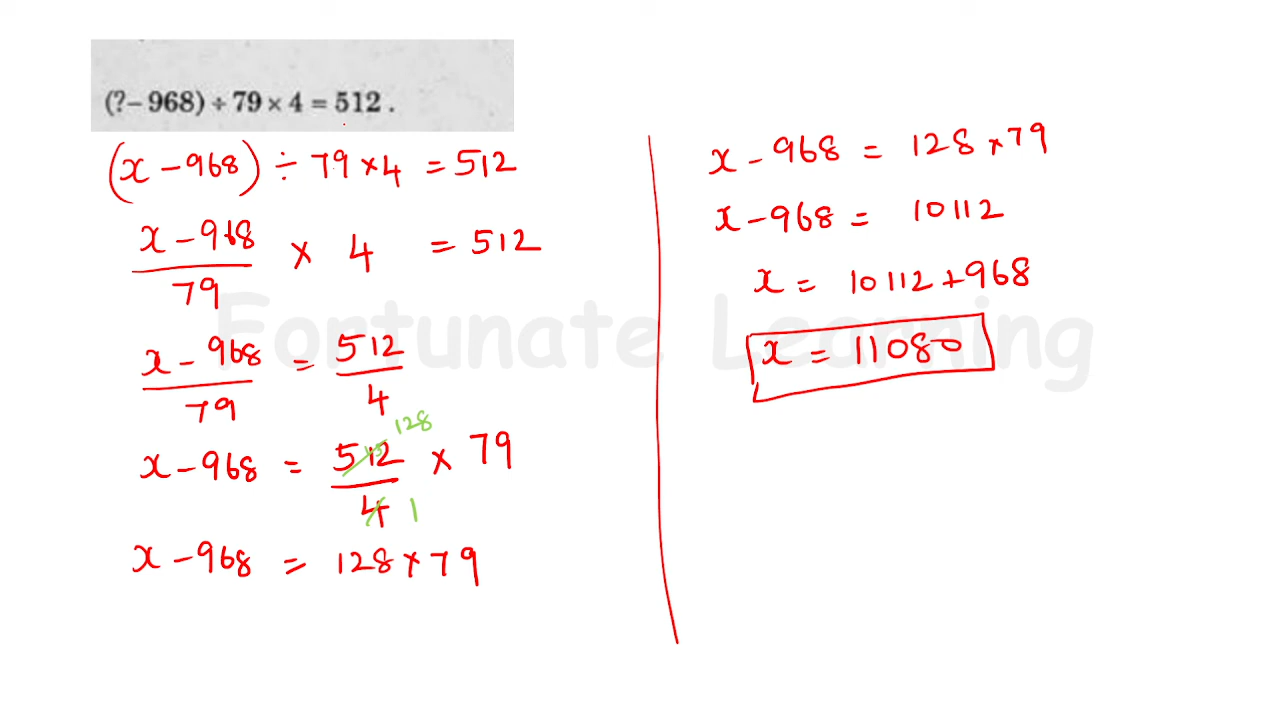 (?– 968) ÷ 79 × 4 = 512 .
(x – 968) ÷ 79 × 4 = 512
x – 968 / 79 × 4 = 512
x – 968 / 79 = 512 / 4
128
x – 968 = 512 / 4 × 79
1
x – 968 = 128 × 79
x – 968 = 128 × 79
x – 968 = 10112
x = 10112 + 968
x = 11080
Fortunate Learning